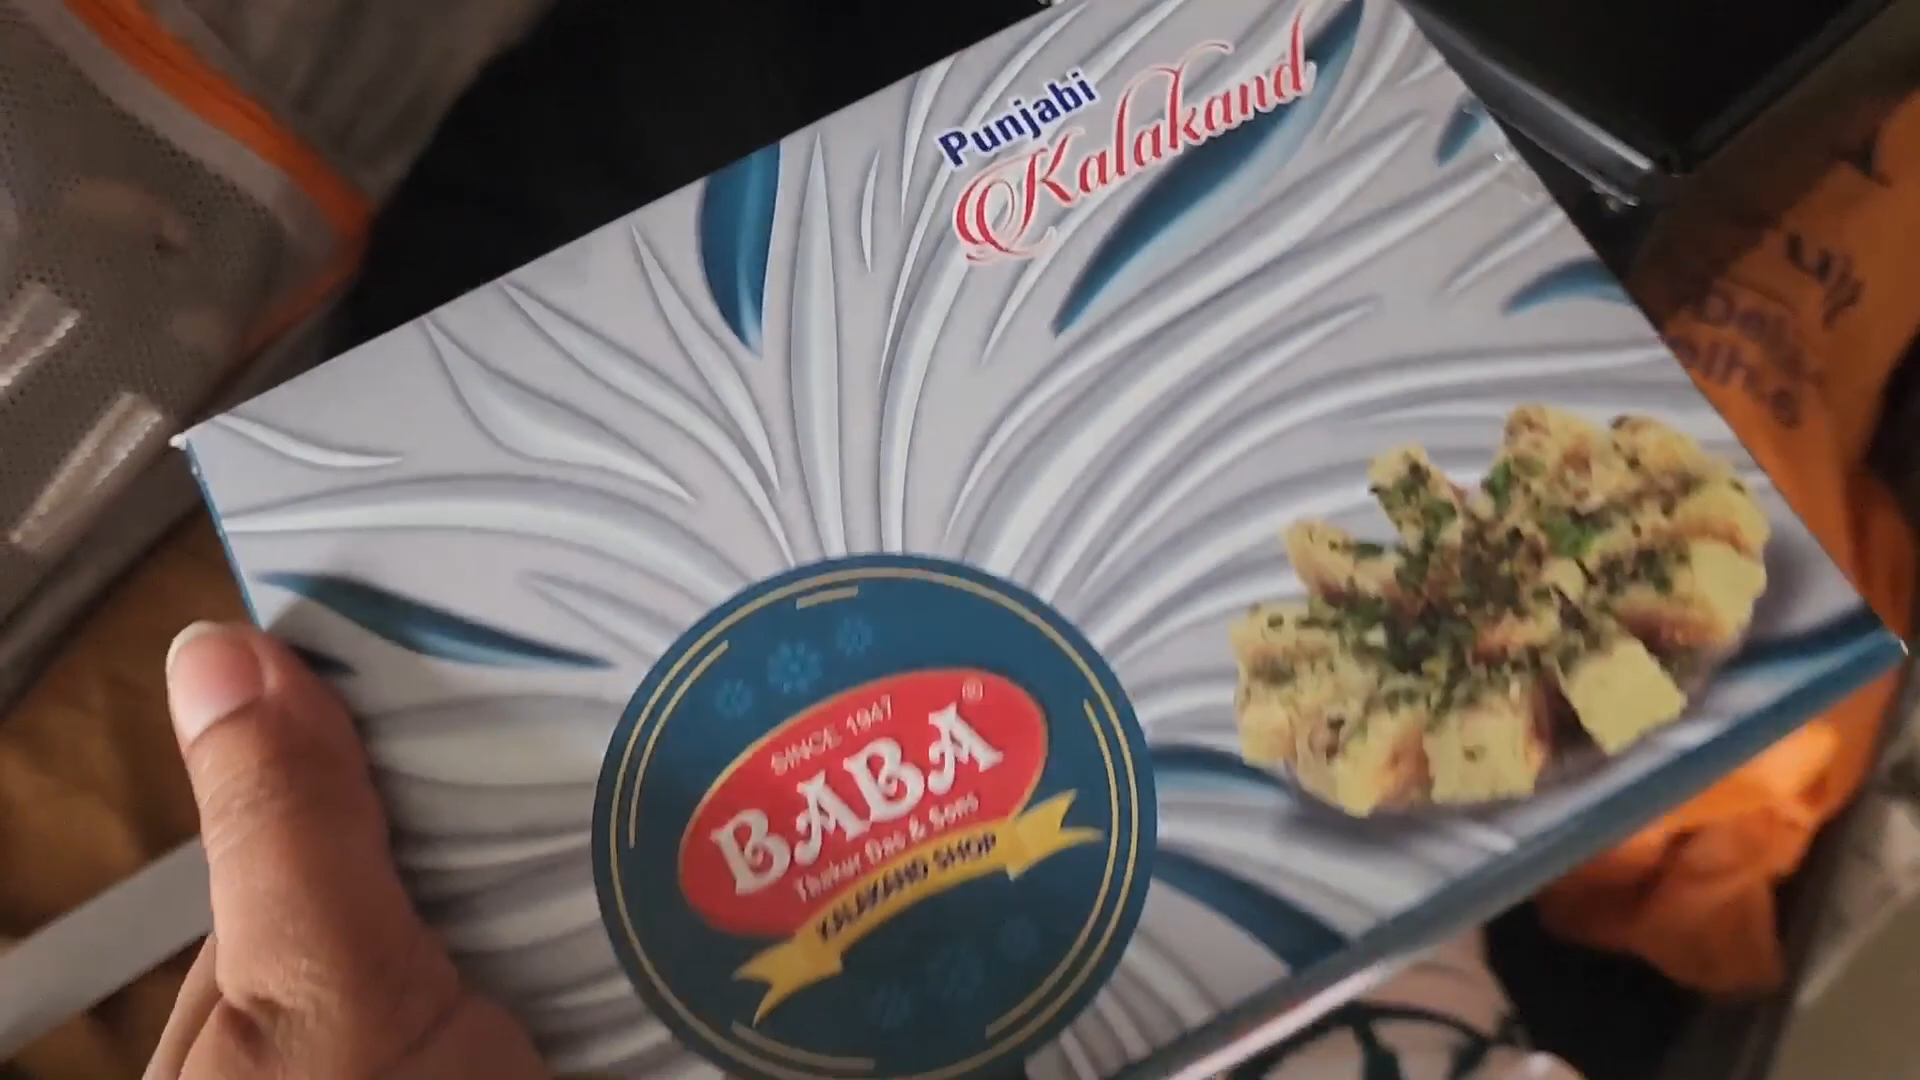 Punjabi
Kalakand
SINCE 1947
®
BABA
Thakur Das & Sons
KALAKAND SHOP